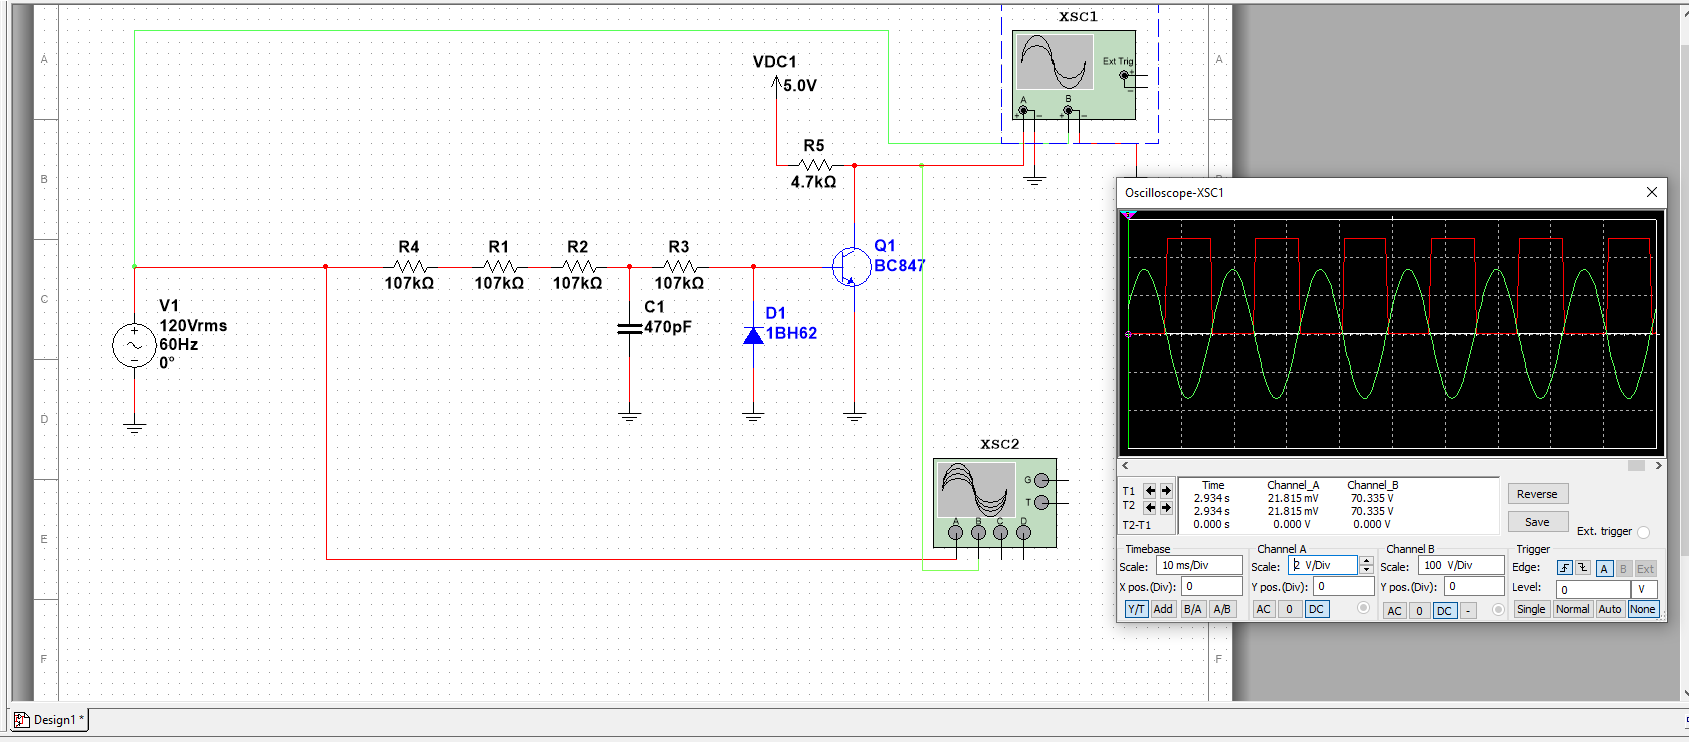 XSC1
Ext Trig
+
–
A
B
+ – + –
VDC1
5.0V
R5
4.7kΩ
R4
107kΩ
R1
107kΩ
R2
107kΩ
R3
107kΩ
Q1
BC847
V1
120Vrms
60Hz
0°
C1
470pF
D1
1BH62
XSC2
G
T
A B C D
A
B
C
D
E
F
A
F
Oscilloscope-XSC1
Time Channel_A Channel_B
T1 2.934 s 21.815 mV 70.335 V
T2 2.934 s 21.815 mV 70.335 V
T2-T1 0.000 s 0.000 V 0.000 V
Reverse
Save
Ext. trigger
Timebase
Scale: 10 ms/Div
X pos.(Div): 0
Y/T Add B/A A/B
Channel A
Scale: 2 V/Div
Y pos.(Div): 0
AC 0 DC
Channel B
Scale: 100 V/Div
Y pos.(Div): 0
AC 0 DC -
Trigger
Edge: A B Ext
Level: 0 V
Single Normal Auto None
Design1 *